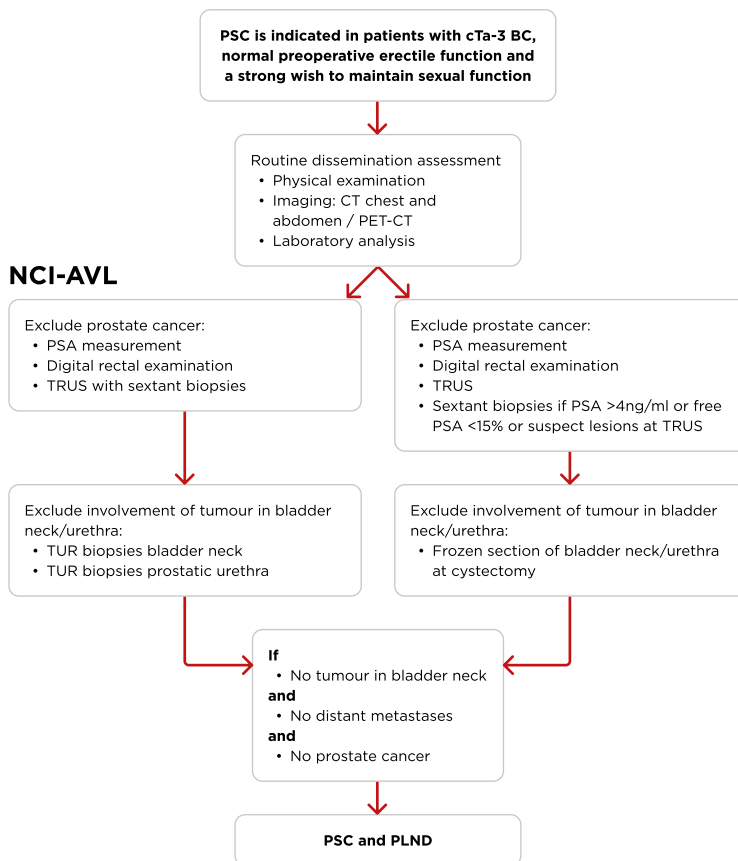 PSC is indicated in patients with cTa-3 BC,
normal preoperative erectile function and
a strong wish to maintain sexual function
Routine dissemination assessment
• Physical examination
• Imaging: CT chest and
abdomen / PET-CT
• Laboratory analysis
NCI-AVL
Exclude prostate cancer:
• PSA measurement
• Digital rectal examination
• TRUS with sextant biopsies
Exclude prostate cancer:
• PSA measurement
• Digital rectal examination
• TRUS
• Sextant biopsies if PSA >4ng/ml or free
PSA <15% or suspect lesions at TRUS
Exclude involvement of tumour in bladder
neck/urethra:
• TUR biopsies bladder neck
• TUR biopsies prostatic urethra
Exclude involvement of tumour in bladder
neck/urethra:
• Frozen section of bladder neck/urethra
at cystectomy
If
• No tumour in bladder neck
and
• No distant metastases
and
• No prostate cancer
PSC and PLND